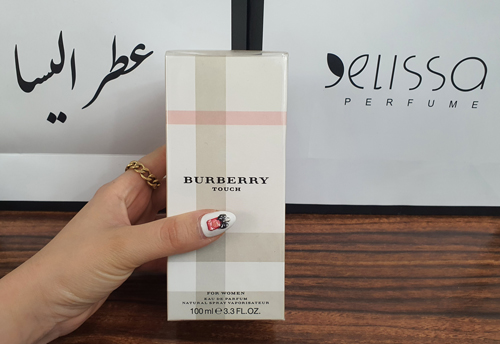 عطر اليسا
elissa
PERFUME
BURBERRY
TOUCH
FOR WOMEN
EAU DE PARFUM
NATURAL SPRAY VAPORISATEUR
100 ml e 3.3 FL.OZ.